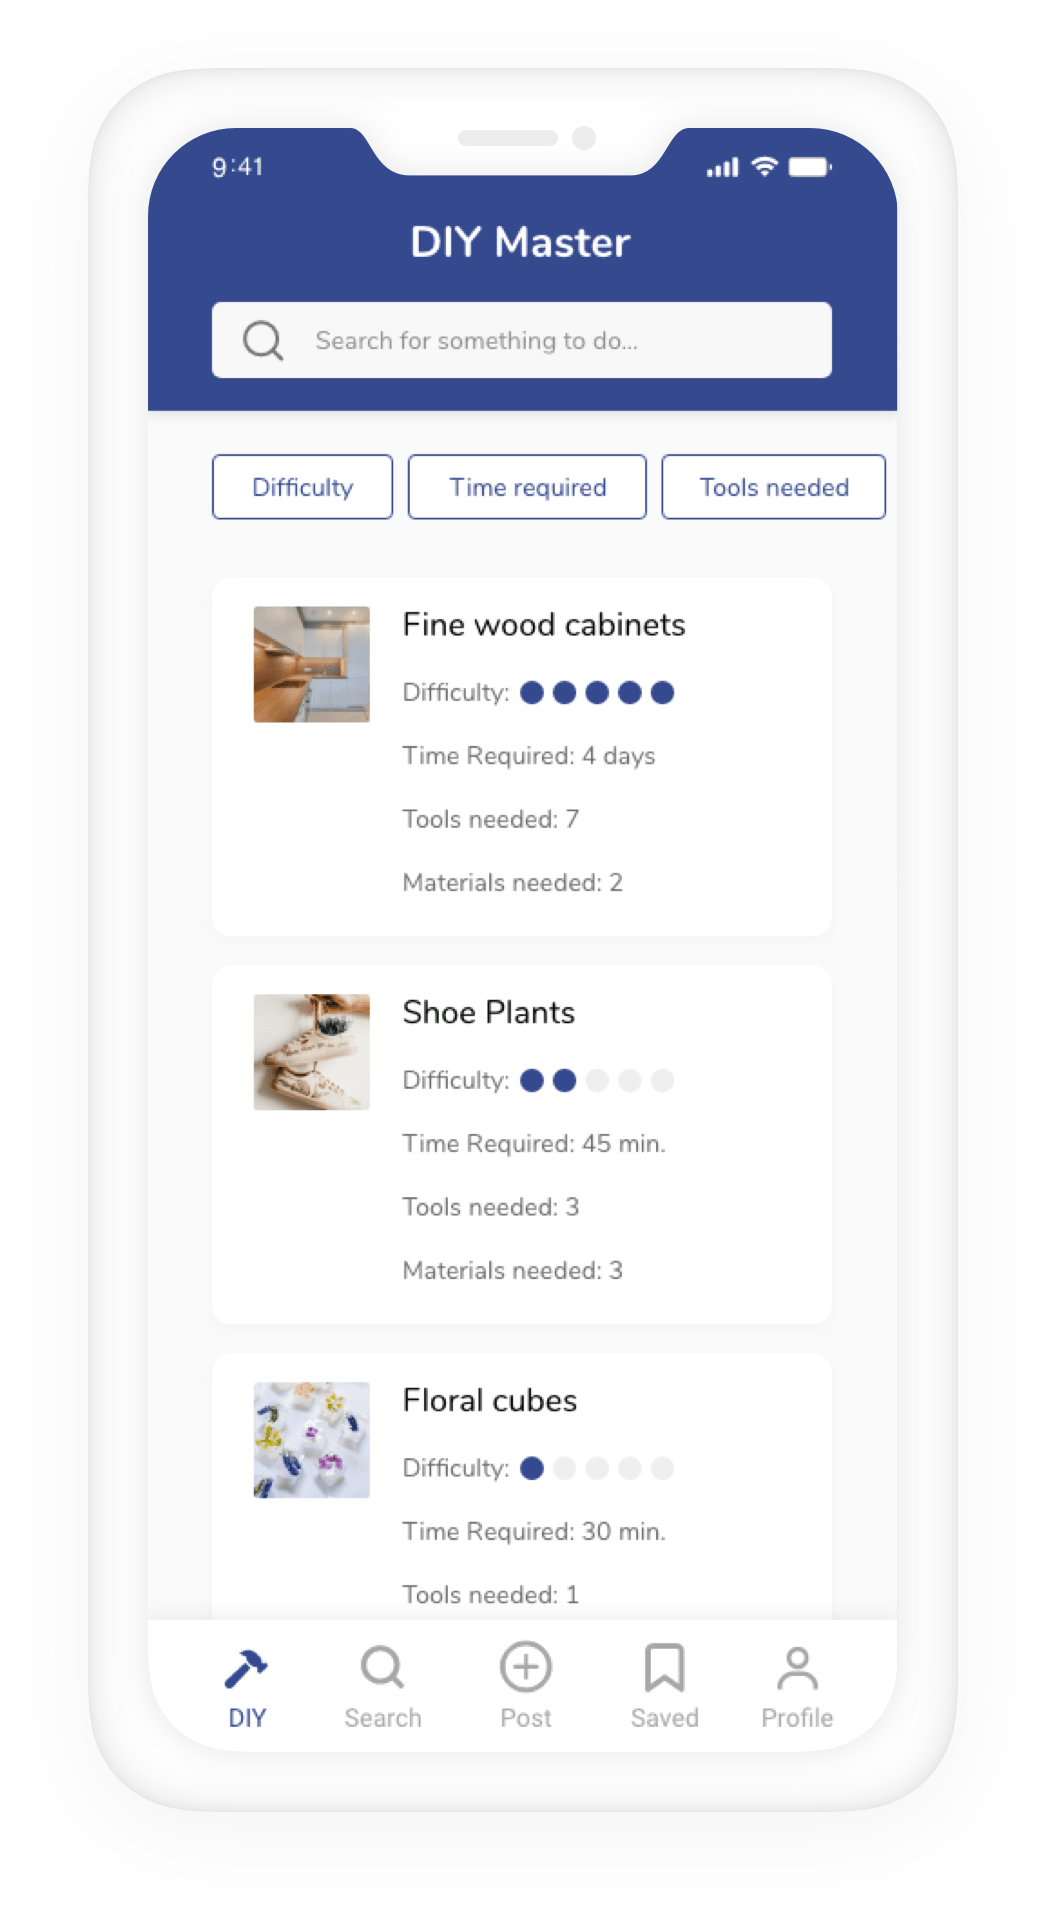 9:41
DIY Master
Search for something to do...
Difficulty
Time required
Tools needed
Fine wood cabinets
Difficulty:
Time Required: 4 days
Tools needed: 7
Materials needed: 2
Shoe Plants
Difficulty:
Time Required: 45 min.
Tools needed: 3
Materials needed: 3
Floral cubes
Difficulty:
Time Required: 30 min.
Tools needed: 1
DIY
Search
Post
Saved
Profile